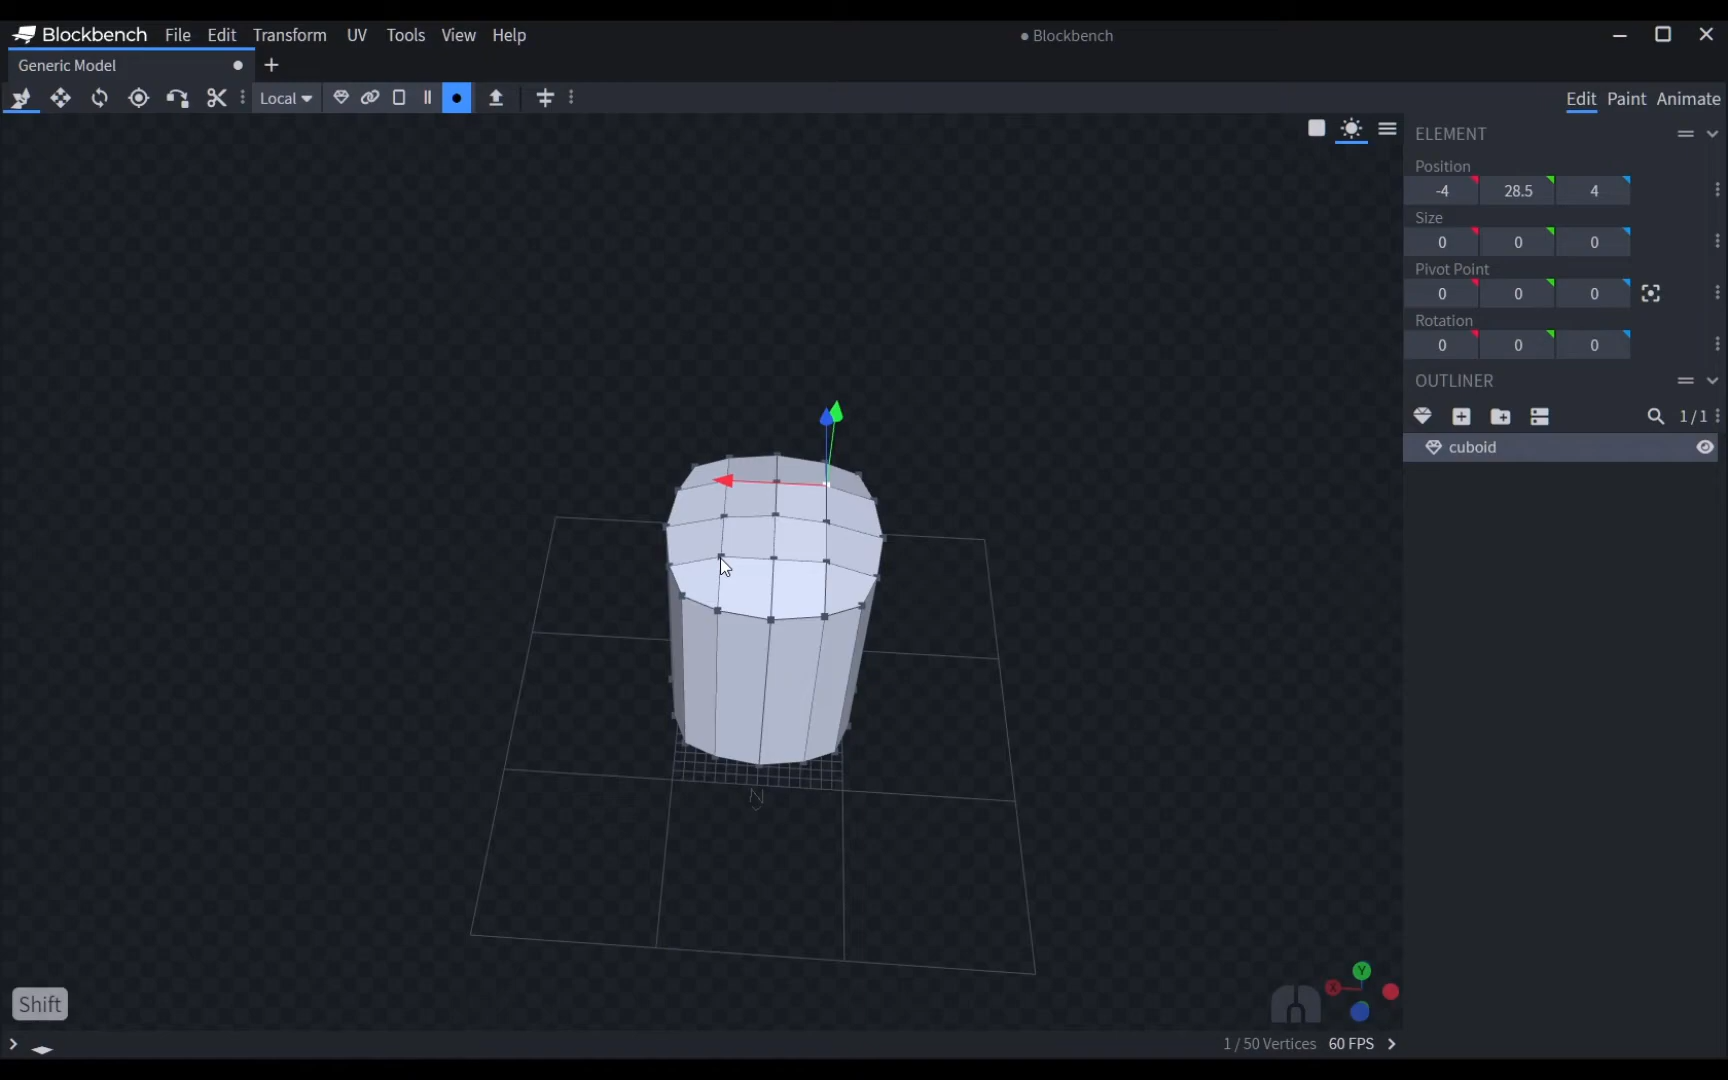 Blockbench File Edit Transform UV Tools View Help
• Blockbench
Generic Model
Local
Edit Paint Animate
ELEMENT
Position
-4 28.5 4
Size
0 0 0
Pivot Point
0 0 0
Rotation
0 0 0
OUTLINER
1/1
cuboid
N
Y
X
Shift
1 / 50 Vertices 60 FPS